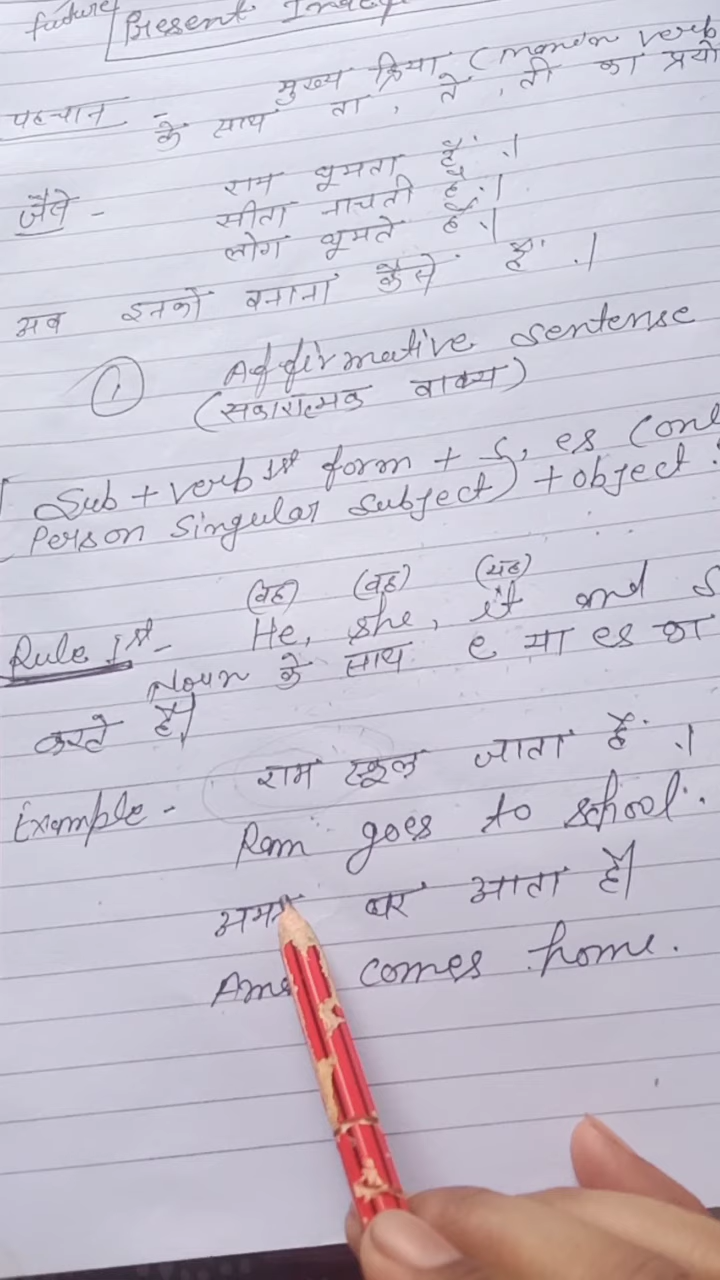 future Present
पहचान - मुख्य क्रिया ( verb
के साथ ता, ते, ती का प्रयो
जैसे - राम घूमता हैं।
सीता नाचती हैं।
लोग घूमते हैं।
अब इनको बनाना कैसे हैं।
① Affirmative sentense
(सकारात्मक वाक्य)
Sub + verb 1st form + s, es (
Person singular subject) + object.
(वह) (वह) (यह)
Rule 1st - He, she, it and S
Noun के साथ e या es का
करते हैं।
Example - राम स्कूल जाता हैं।
Ram goes to school.
घर आता हैं।
comes home.